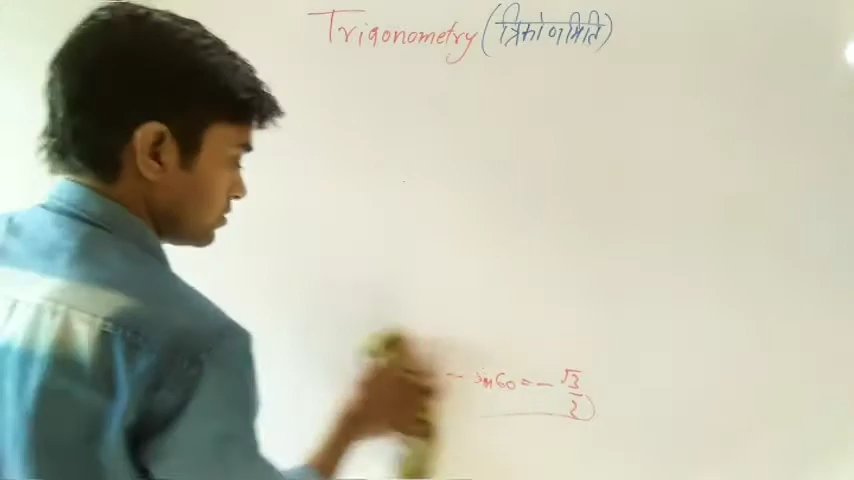 Trigonometry (त्रिकोणमिति)
- sin60 = - √3/2